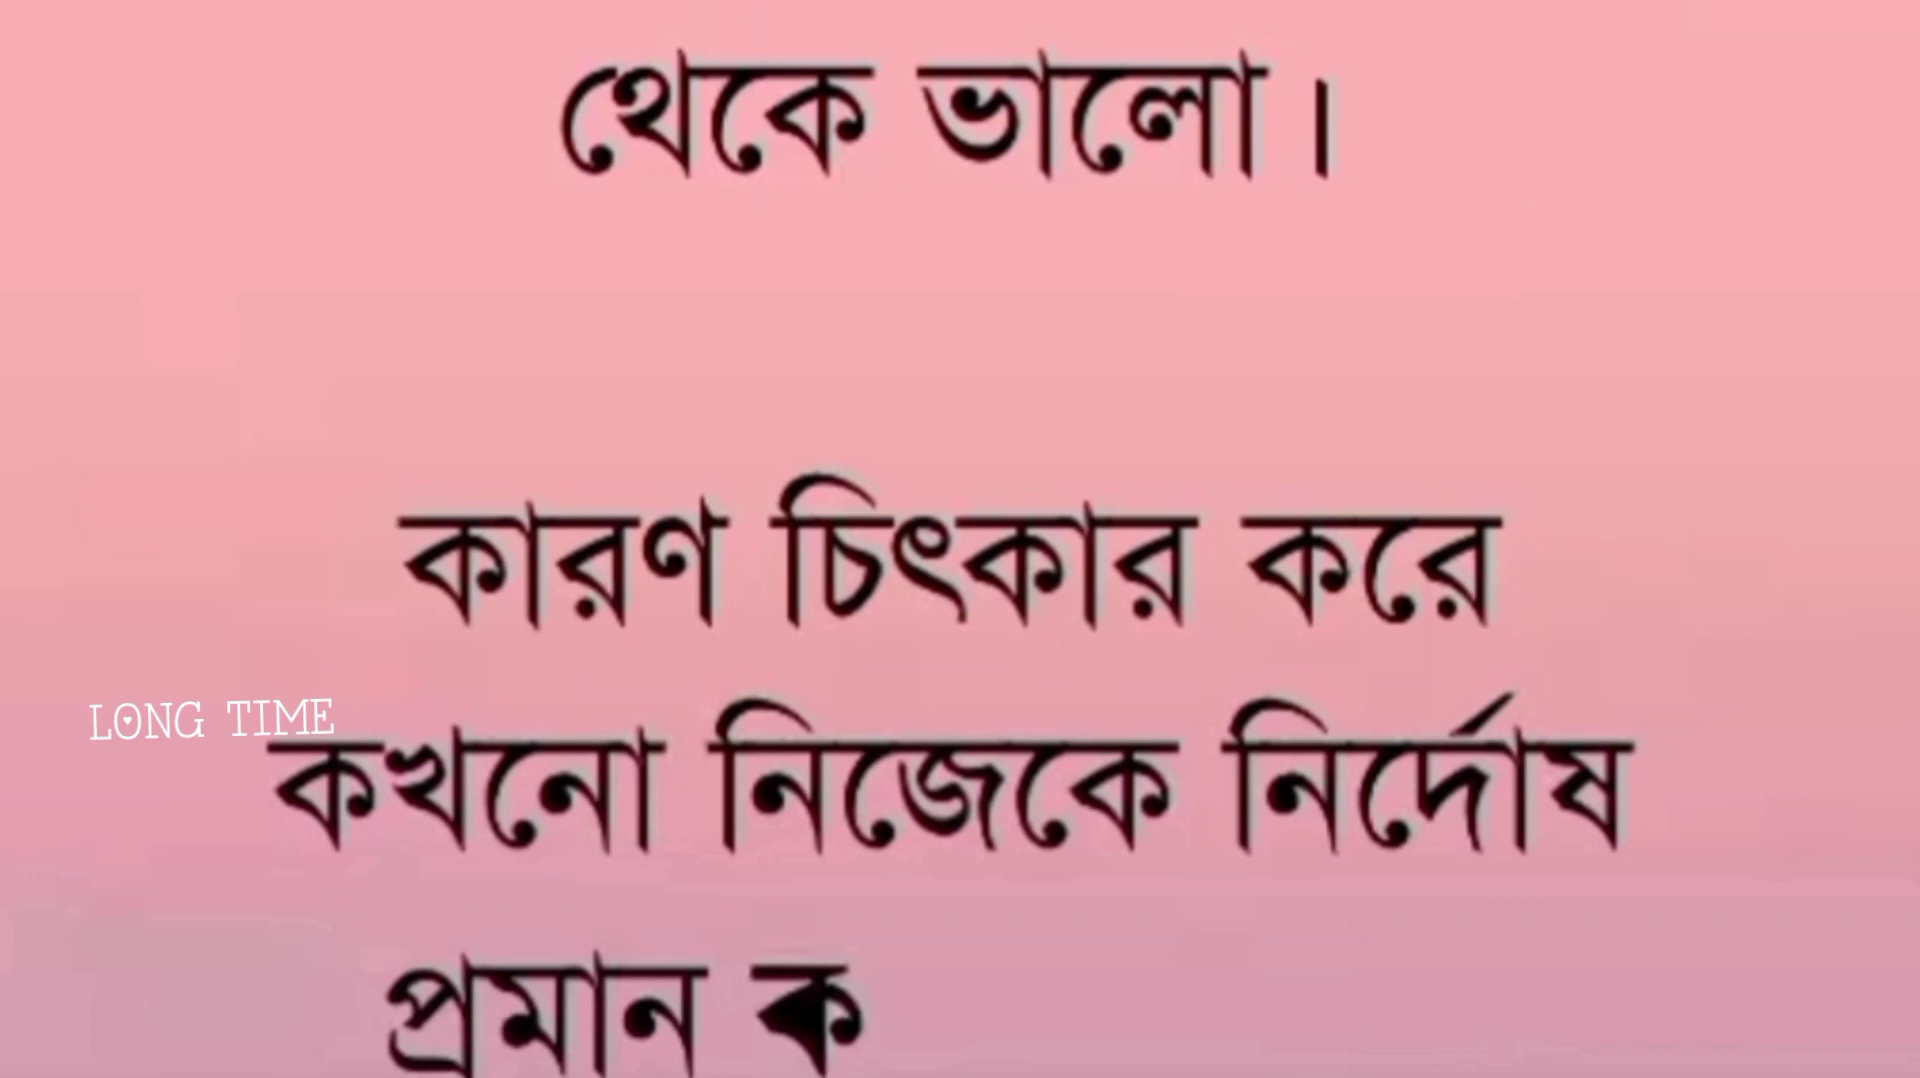 থেকে ভালো।
কারণ চিৎকার করে
LONG TIME
কখনো নিজেকে নির্দোষ
প্রমান ক